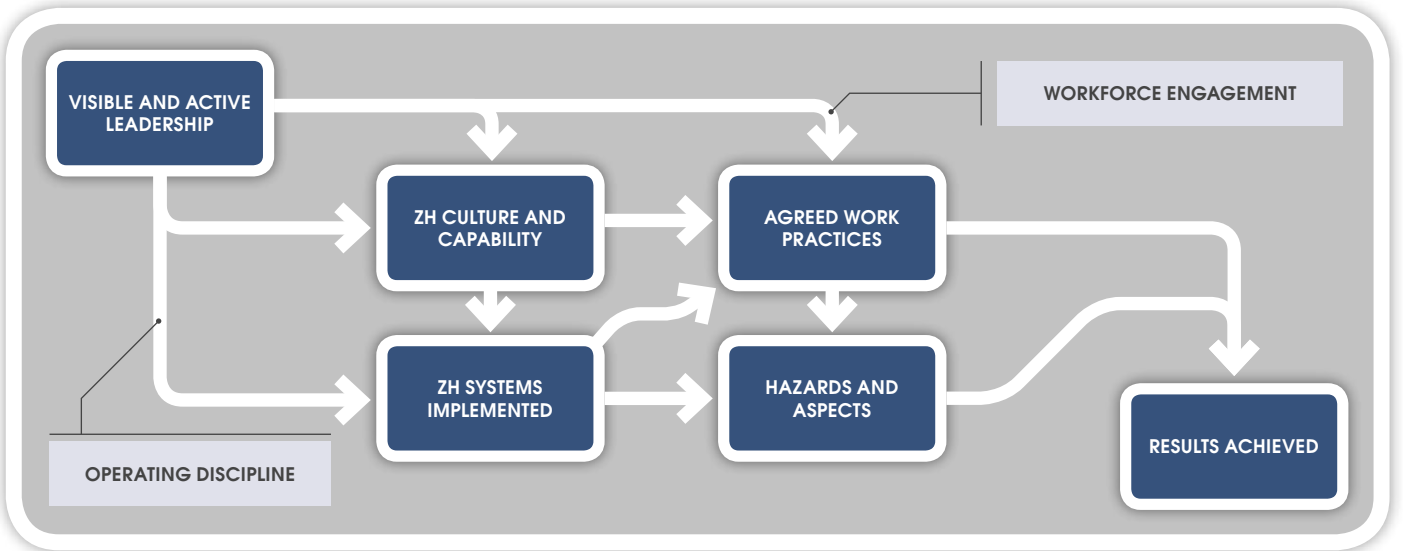 VISIBLE AND ACTIVE
LEADERSHIP
WORKFORCE ENGAGEMENT
ZH CULTURE AND
CAPABILITY
AGREED WORK
PRACTICES
ZH SYSTEMS
IMPLEMENTED
HAZARDS AND
ASPECTS
RESULTS ACHIEVED
OPERATING DISCIPLINE